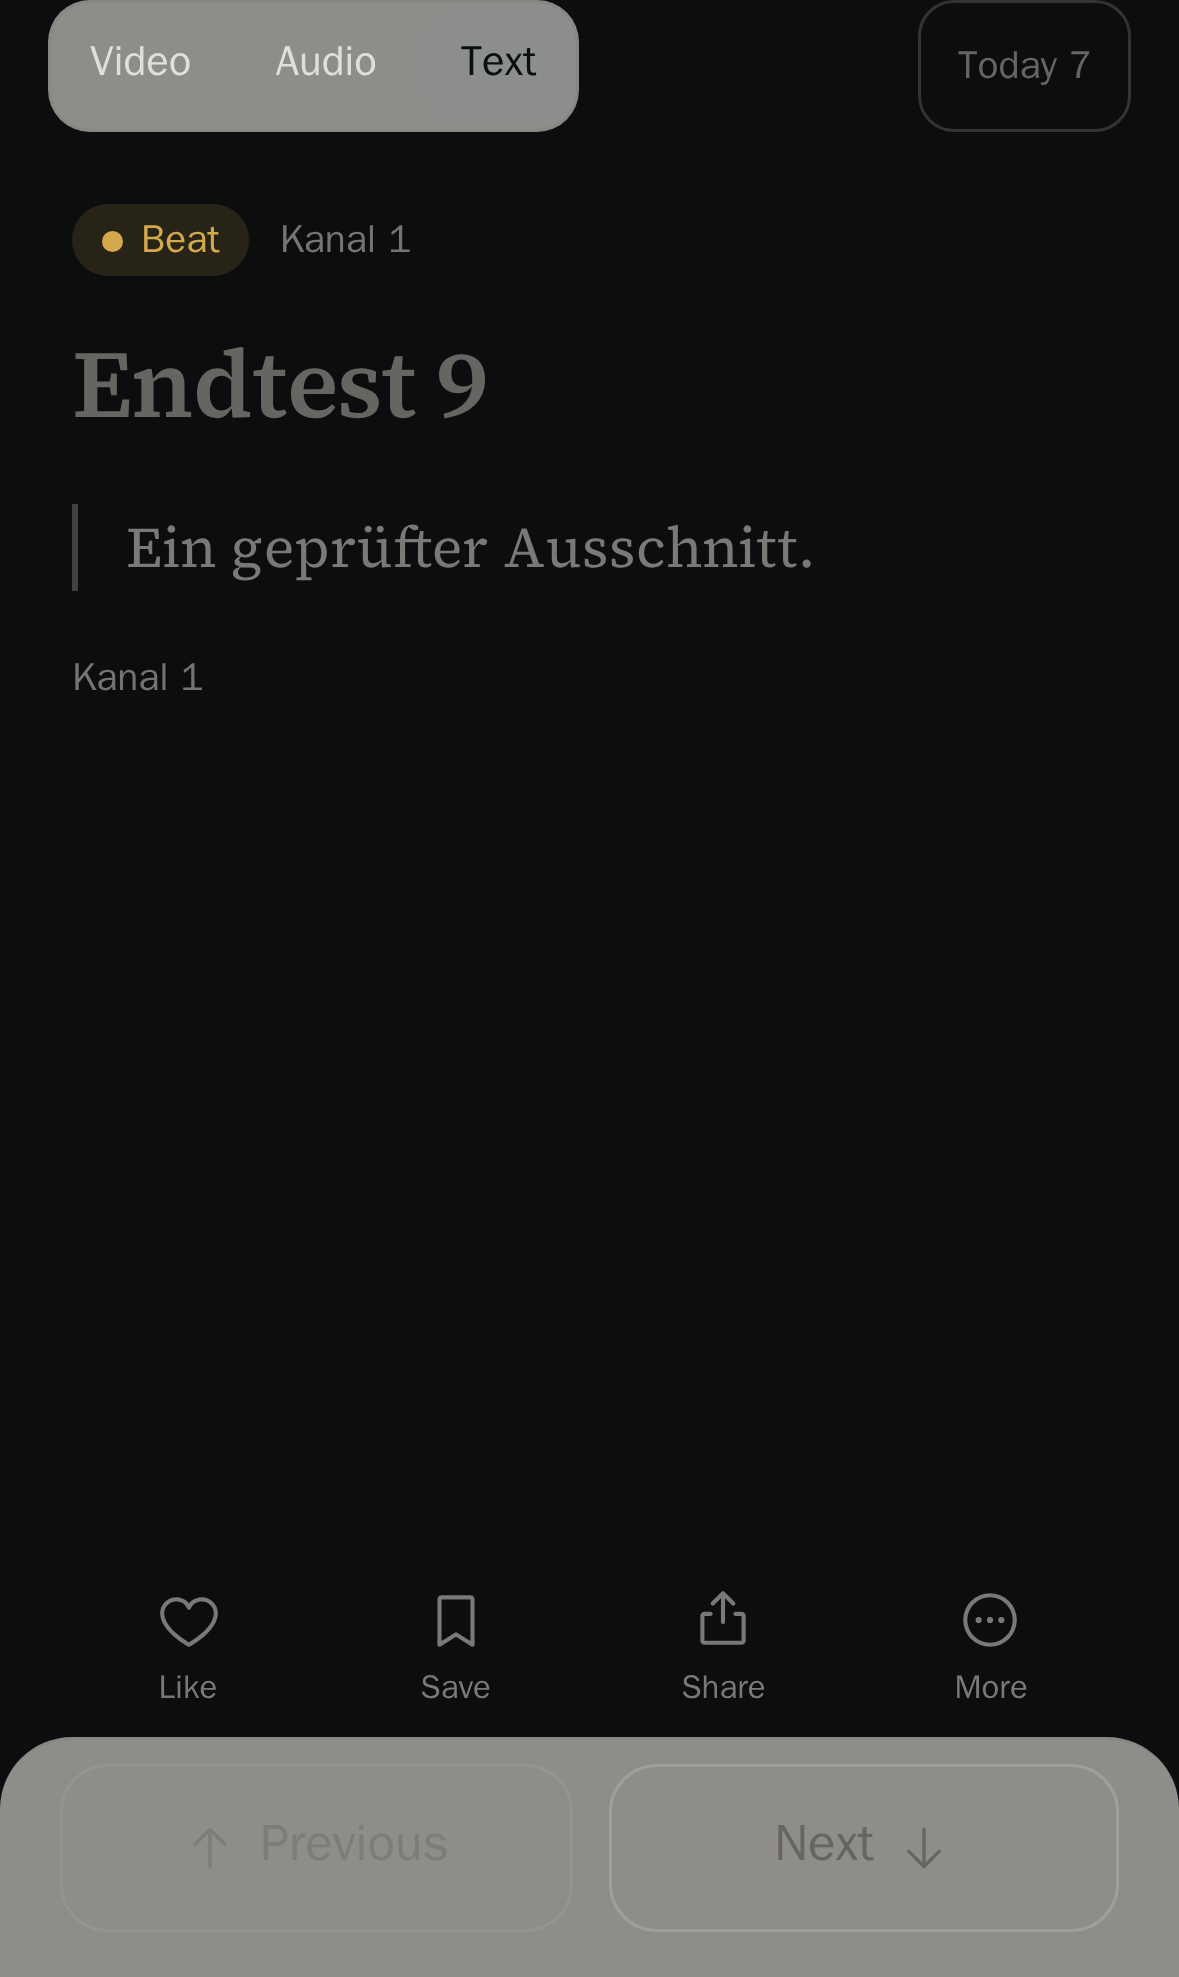 Video Audio Text
Today 7
Beat Kanal 1
Endtest 9
Ein geprüfter Ausschnitt.
Kanal 1
Like Save Share More
Previous Next